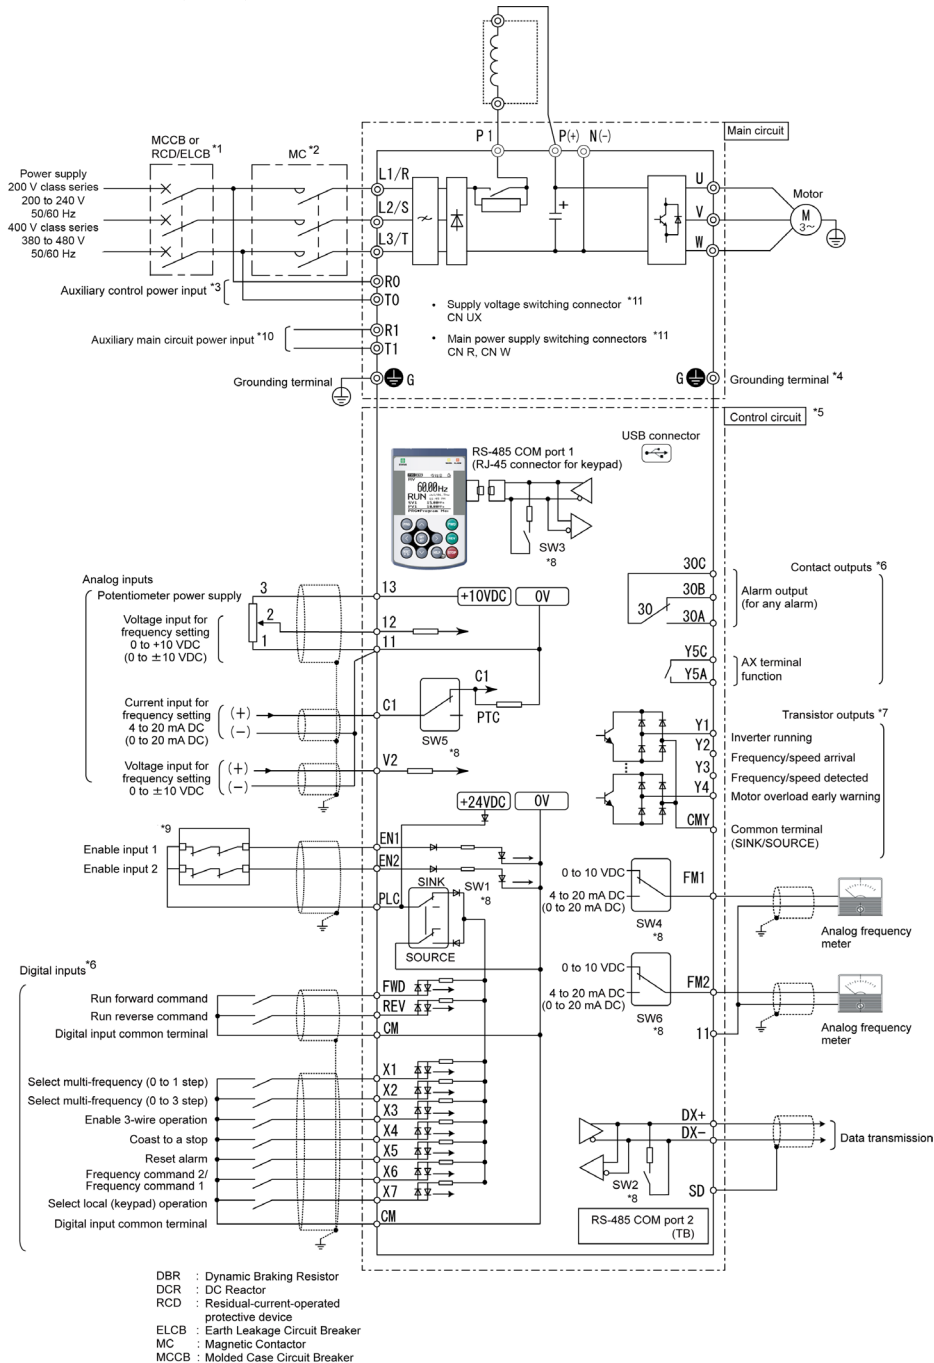 P1
P(+)
N(-)
Main circuit
MCCB or
RCD/ELCB *1
MC *2
Power supply
200 V class series
200 to 240 V
50/60 Hz
400 V class series
380 to 480 V
50/60 Hz
L1/R
L2/S
L3/T
+
U
V
W
Motor
M
3~
Auxiliary control power input *3
R0
T0
• Supply voltage switching connector *11
CN UX
• Main power supply switching connectors *11
CN R, CN W
Auxiliary main circuit power input *10
R1
T1
Grounding terminal
G
G
Grounding terminal *4
Control circuit *5
USB connector
RS-485 COM port 1
(RJ-45 connector for keypad)
60.00Hz
RUN
SW3
*8
30C
30B
30
30A
Contact outputs *6
Alarm output
(for any alarm)
Y5C
Y5A
AX terminal
function
Analog inputs
Potentiometer power supply
3
2
1
13
12
11
+10VDC
0V
Voltage input for
frequency setting
0 to +10 VDC
(0 to ±10 VDC)
Current input for
frequency setting
4 to 20 mA DC
(0 to 20 mA DC)
(+)
(−)
C1
SW5
*8
C1
PTC
Voltage input for
frequency setting
0 to ±10 VDC
(+)
(−)
V2
Transistor outputs *7
Y1
Y2
Y3
Y4
CMY
Inverter running
Frequency/speed arrival
Frequency/speed detected
Motor overload early warning
Common terminal
(SINK/SOURCE)
+24VDC
0V
*9
Enable input 1
Enable input 2
EN1
EN2
PLC
SINK
SW1
*8
SOURCE
0 to 10 VDC
4 to 20 mA DC
(0 to 20 mA DC)
SW4
*8
FM1
Analog frequency
meter
0 to 10 VDC
4 to 20 mA DC
(0 to 20 mA DC)
SW6
*8
FM2
11
Analog frequency
meter
Digital inputs *6
Run forward command
Run reverse command
Digital input common terminal
FWD
REV
CM
Select multi-frequency (0 to 1 step)
Select multi-frequency (0 to 3 step)
Enable 3-wire operation
Coast to a stop
Reset alarm
Frequency command 2/
Frequency command 1
Select local (keypad) operation
Digital input common terminal
X1
X2
X3
X4
X5
X6
X7
CM
DX+
DX−
SD
SW2
*8
Data transmission
RS-485 COM port 2
(TB)
DBR : Dynamic Braking Resistor
DCR : DC Reactor
RCD : Residual-current-operated
protective device
ELCB : Earth Leakage Circuit Breaker
MC : Magnetic Contactor
MCCB : Molded Case Circuit Breaker